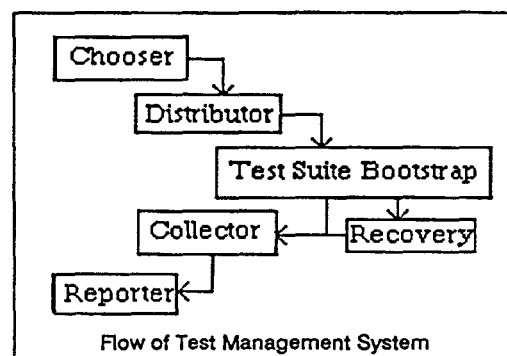 Chooser
Distributor
Test Suite Bootstrap
Collector
Recovery
Reporter
Flow of Test Management System